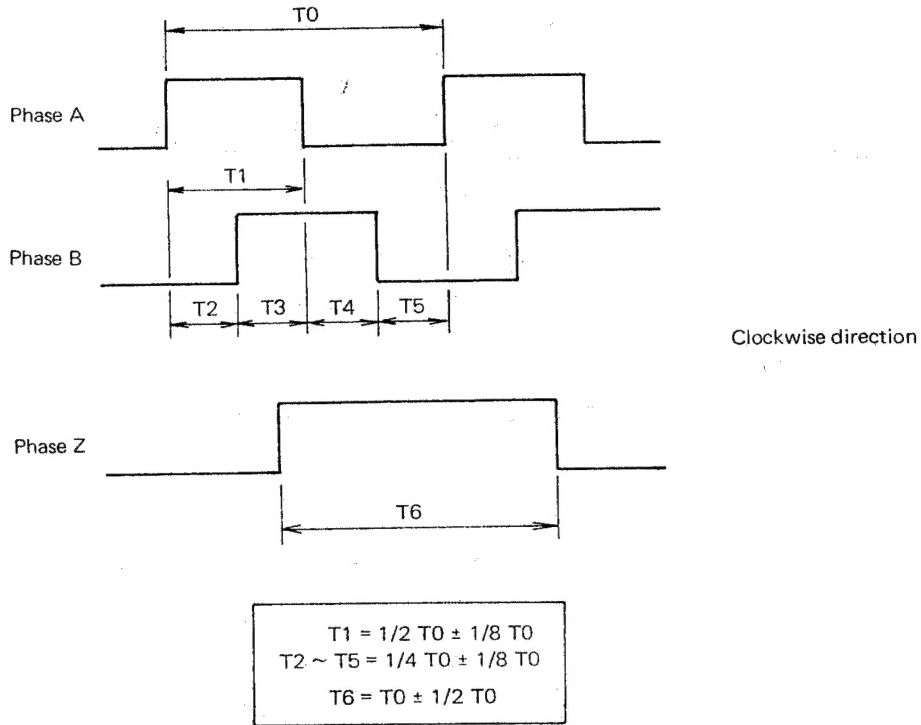 T0
Phase A
T1
Phase B
T2 T3 T4 T5
Clockwise direction
Phase Z
T6
T1 = 1/2 T0 ± 1/8 T0
T2 ~ T5 = 1/4 T0 ± 1/8 T0
T6 = T0 ± 1/2 T0